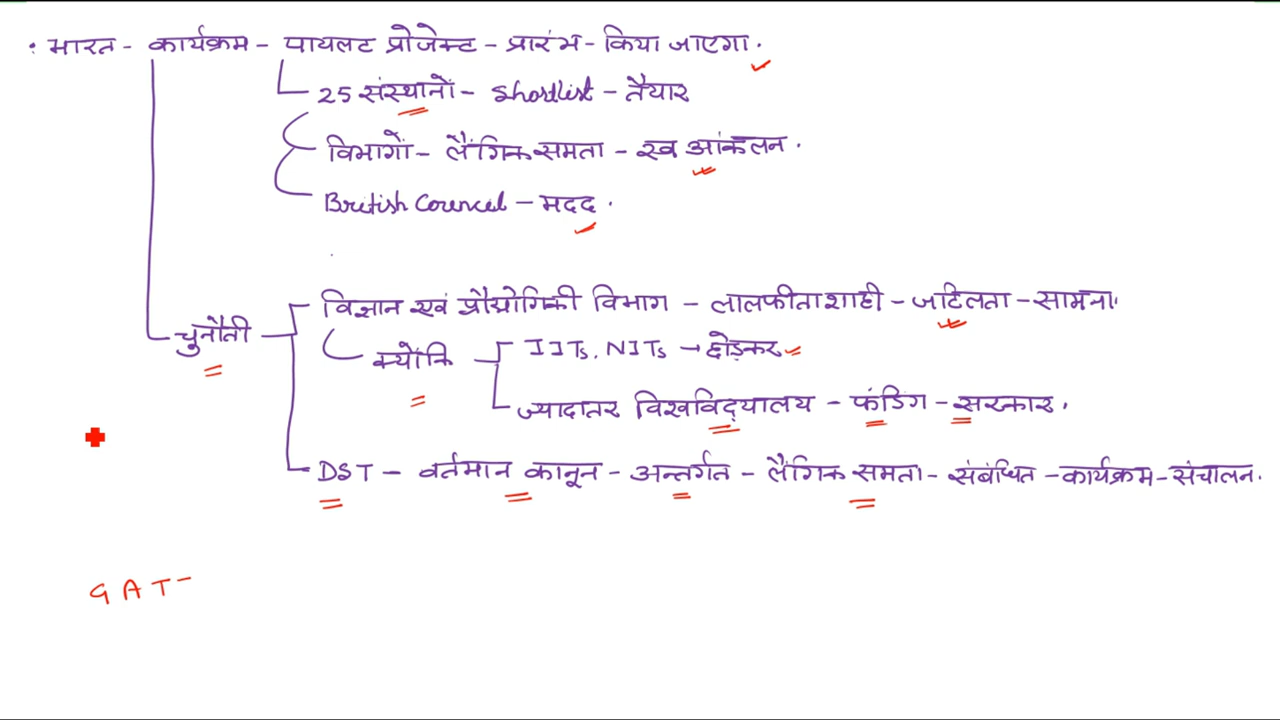 · भारत - कार्यक्रम - पायलट प्रोजेक्ट - प्रारंभ - किया जाएगा.
25 संस्थानों - Shortlist - तैयार
विभागों - लैंगिक समता - स्व आंकलन.
British Council - मदद.
चुनौती
विज्ञान एवं प्रौद्योगिकी विभाग - लालफीताशाही - जटिलता - सामना.
क्योंकि
IITs, NITs → छोड़कर
ज्यादातर विश्वविद्यालय - फंडिंग - सरकार.
DST - वर्तमान कानून - अन्तर्गत - लैंगिक समता - संबंधित - कार्यक्रम - संचालन.
GAT -